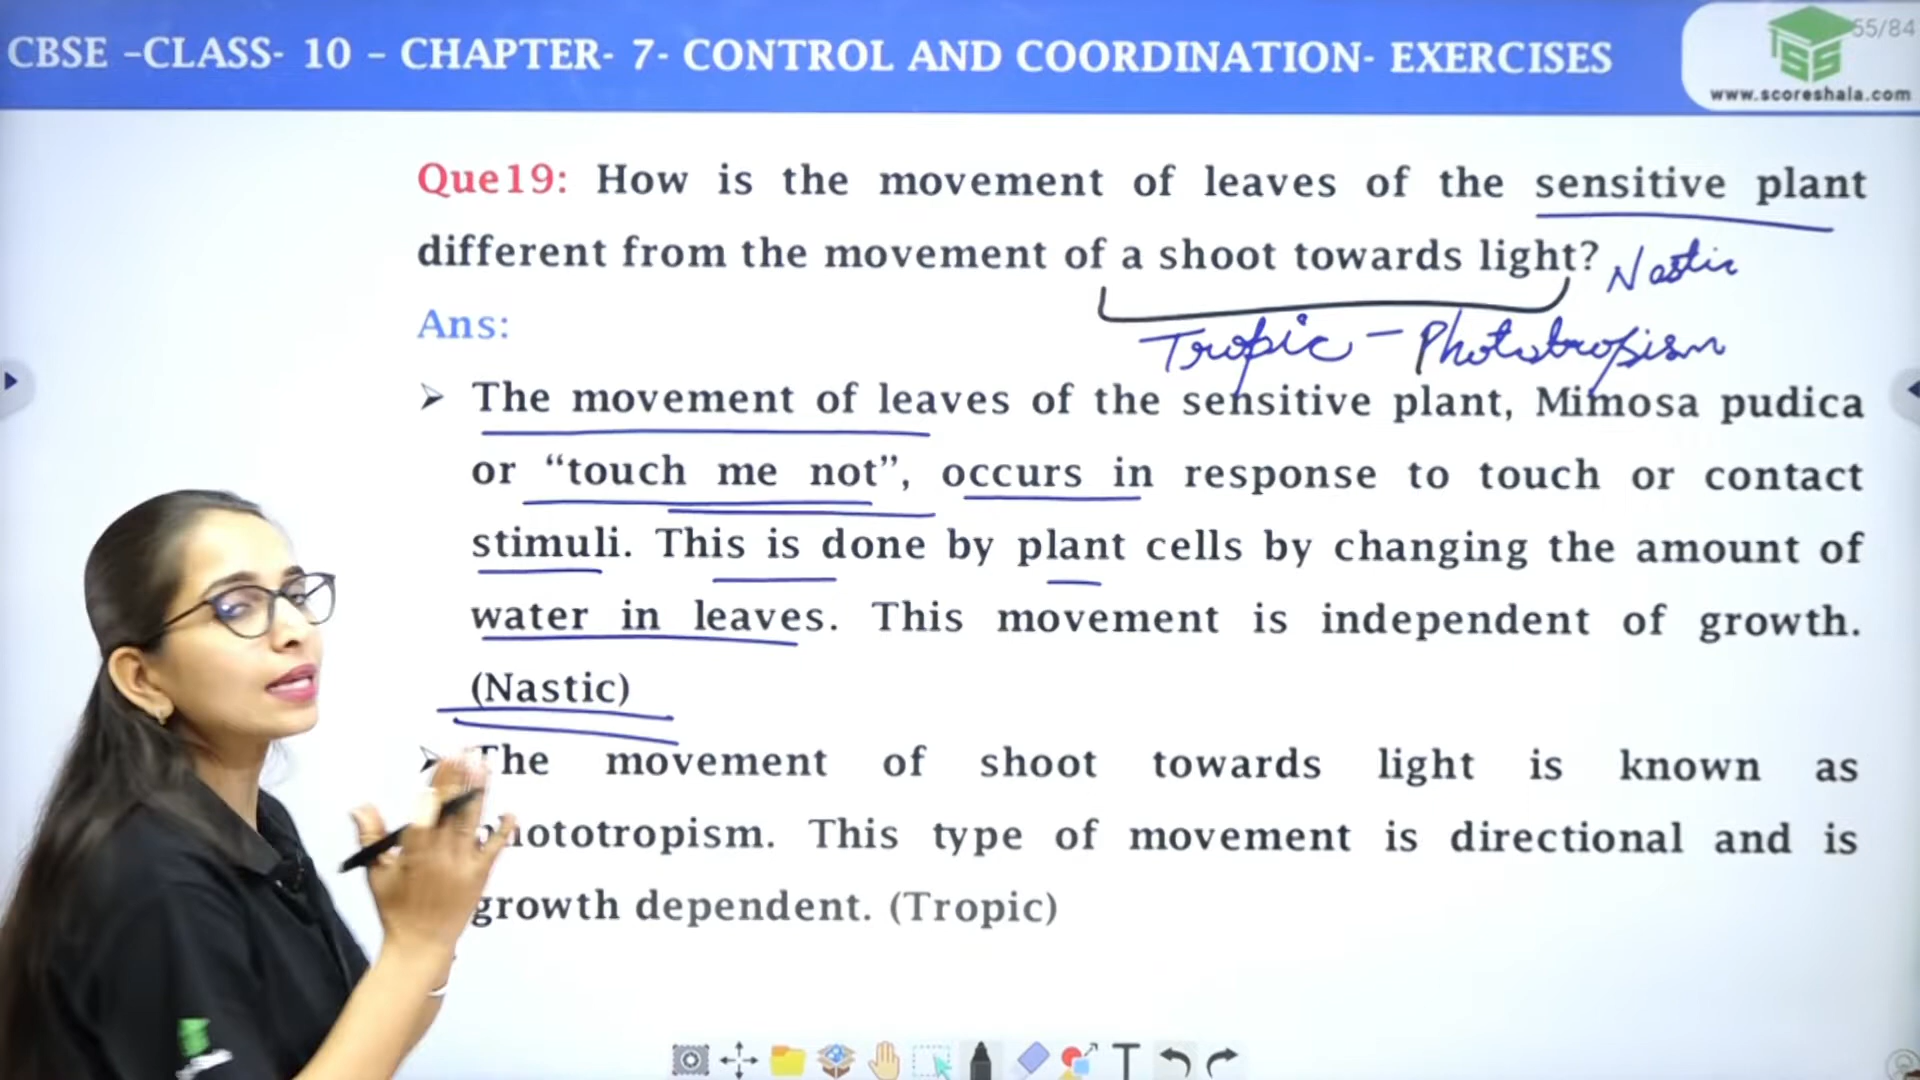 CBSE –CLASS- 10 – CHAPTER- 7- CONTROL AND COORDINATION- EXERCISES
55/84
www.scoreshala.com
Que19: How is the movement of leaves of the sensitive plant
different from the movement of a shoot towards light?
Nastic
Ans:
Tropic - Phototropism
➤ The movement of leaves of the sensitive plant, Mimosa pudica
or “touch me not”, occurs in response to touch or contact
stimuli. This is done by plant cells by changing the amount of
water in leaves. This movement is independent of growth.
(Nastic)
➤ The movement of shoot towards light is known as
phototropism. This type of movement is directional and is
growth dependent. (Tropic)